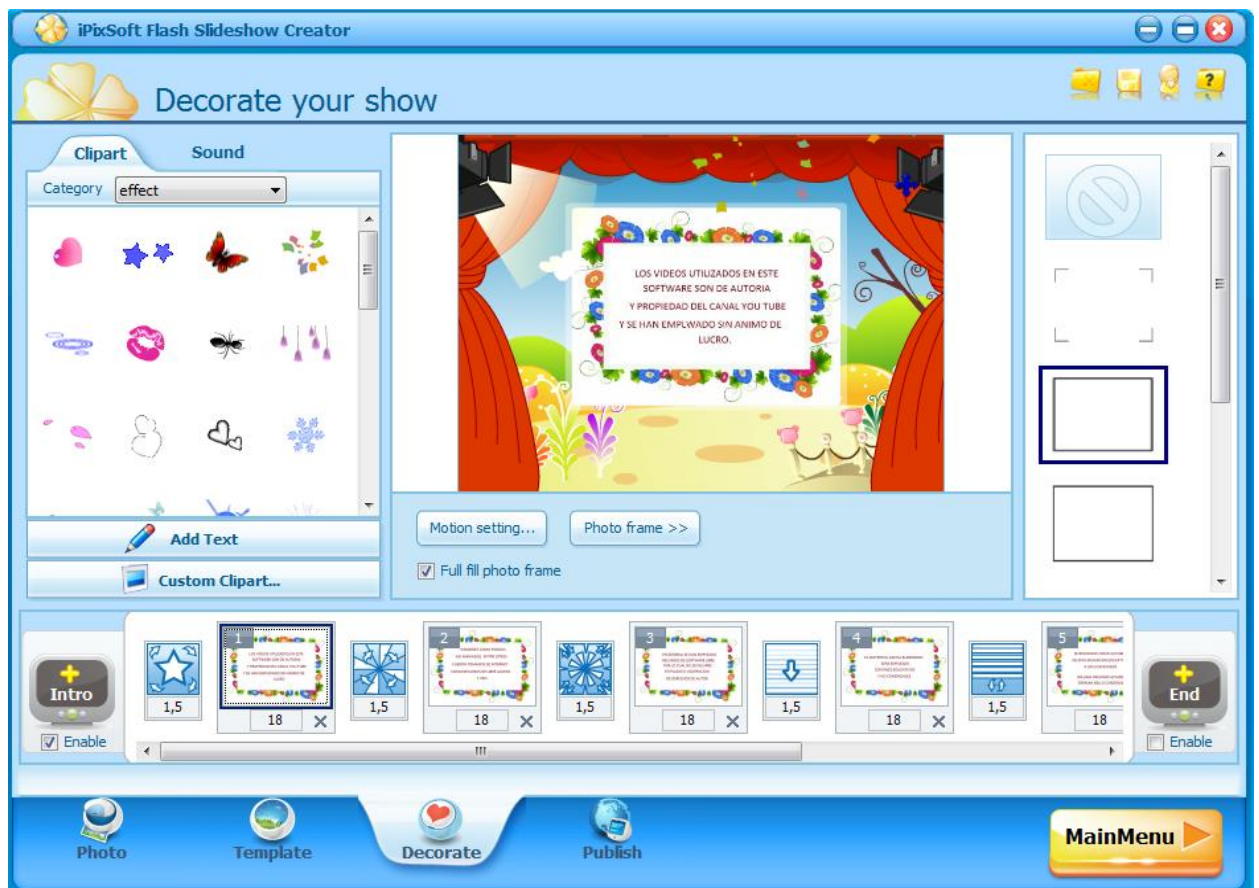 iPixSoft Flash Slideshow Creator
Decorate your show
Clipart
Sound
Category
effect
Add Text
Custom Clipart...
LOS VIDEOS UTILIZADOS EN ESTE
SOFTWARE SON DE AUTORIA
Y PROPIEDAD DEL CANAL YOU TUBE
Y SE HAN EMPLWADO SIN ANIMO DE
LUCRO.
Motion setting...
Photo frame >>
Full fill photo frame
Intro
Enable
1,5
1
18
1,5
2
18
1,5
3
18
1,5
4
18
1,5
5
18
End
Enable
Photo
Template
Decorate
Publish
MainMenu